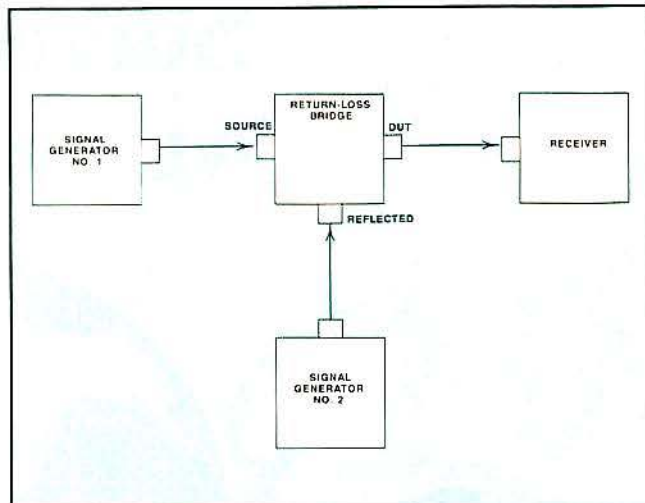 SIGNAL
GENERATOR
NO. 1
SOURCE
RETURN-LOSS
BRIDGE
DUT
REFLECTED
RECEIVER
SIGNAL
GENERATOR
NO. 2